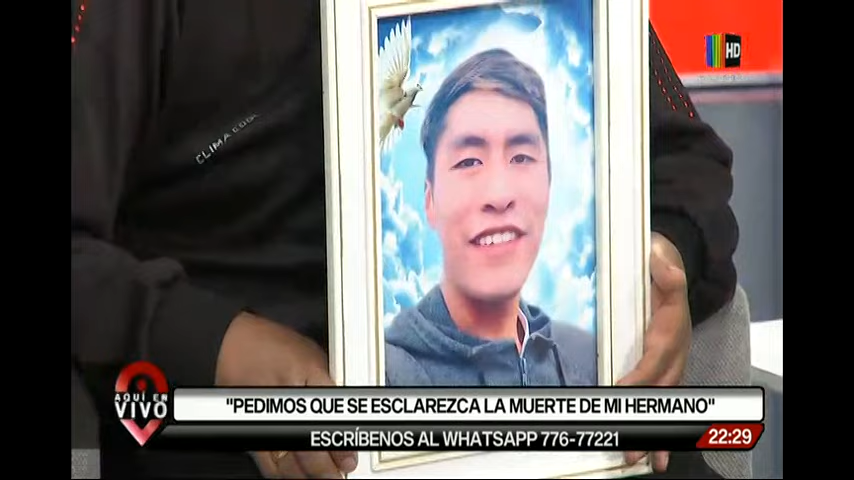 HD
CLIMACOOL
AQUÍ EN
VIVO
"PEDIMOS QUE SE ESCLAREZCA LA MUERTE DE MI HERMANO"
ESCRÍBENOS AL WHATSAPP 776-77221
22:29